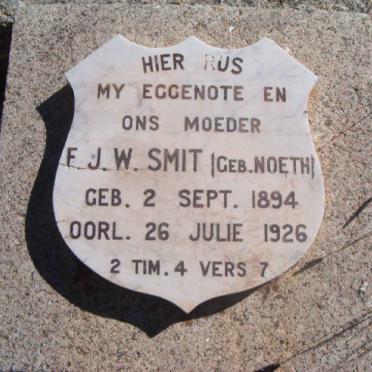 HIER RUS
MY EGGENOTE EN
ONS MOEDER
F.J.W. SMIT (GEB. NOETH)
GEB. 2 SEPT. 1894
OORL. 26 JULIE 1926
2 TIM. 4 VERS 7